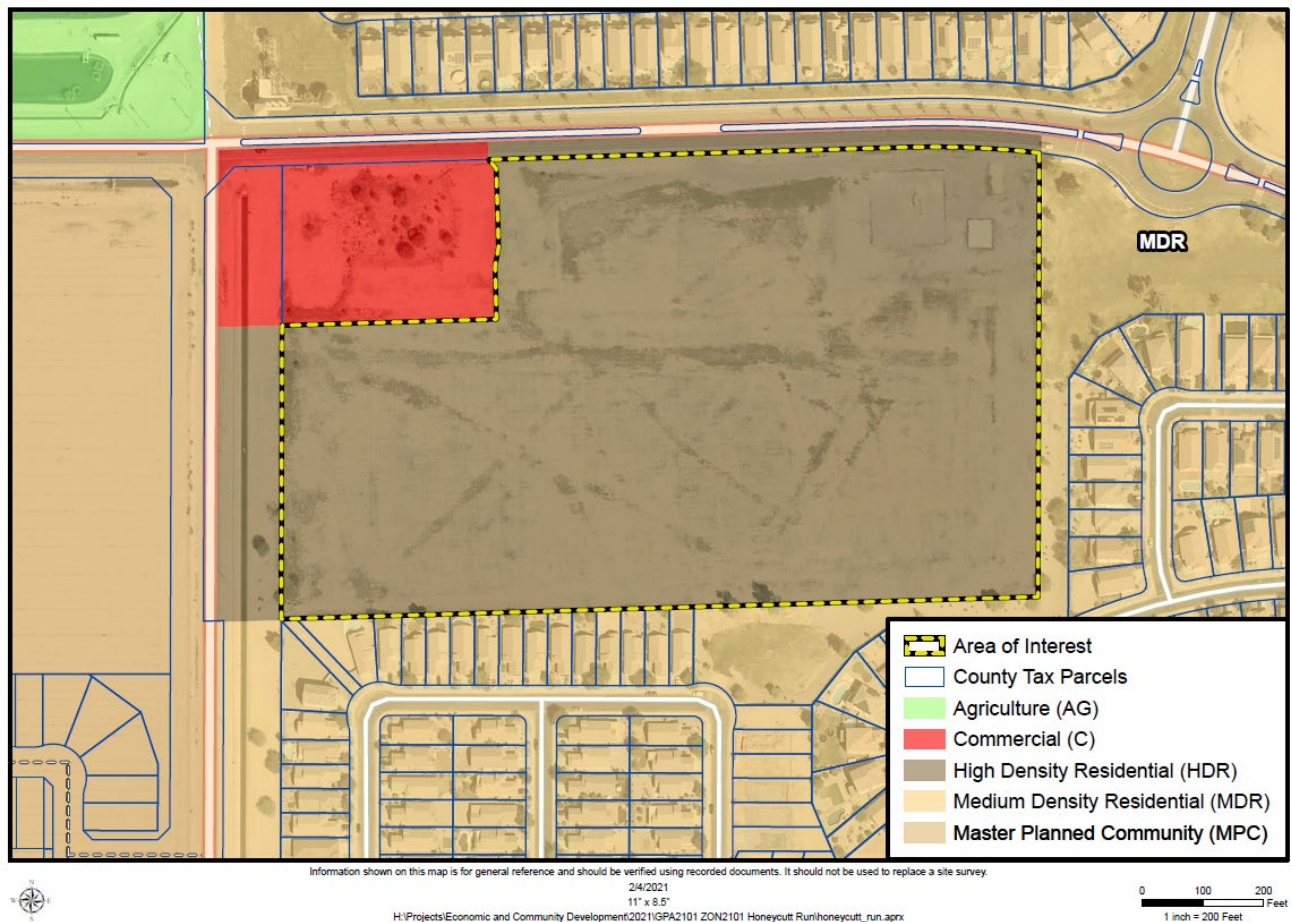 MDR
Area of Interest
County Tax Parcels
Agriculture (AG)
Commercial (C)
High Density Residential (HDR)
Medium Density Residential (MDR)
Master Planned Community (MPC)
Information shown on this map is for general reference and should be verified using recorded documents. It should not be used to replace a site survey.
2/4/2021
11" x 8.5"
H:\Projects\Economic and Community Development\2021\GPA2101 ZON2101 Honeycutt Run\honeycutt_run.aprx
N
W
E
S
0 100 200
Feet
1 inch = 200 Feet